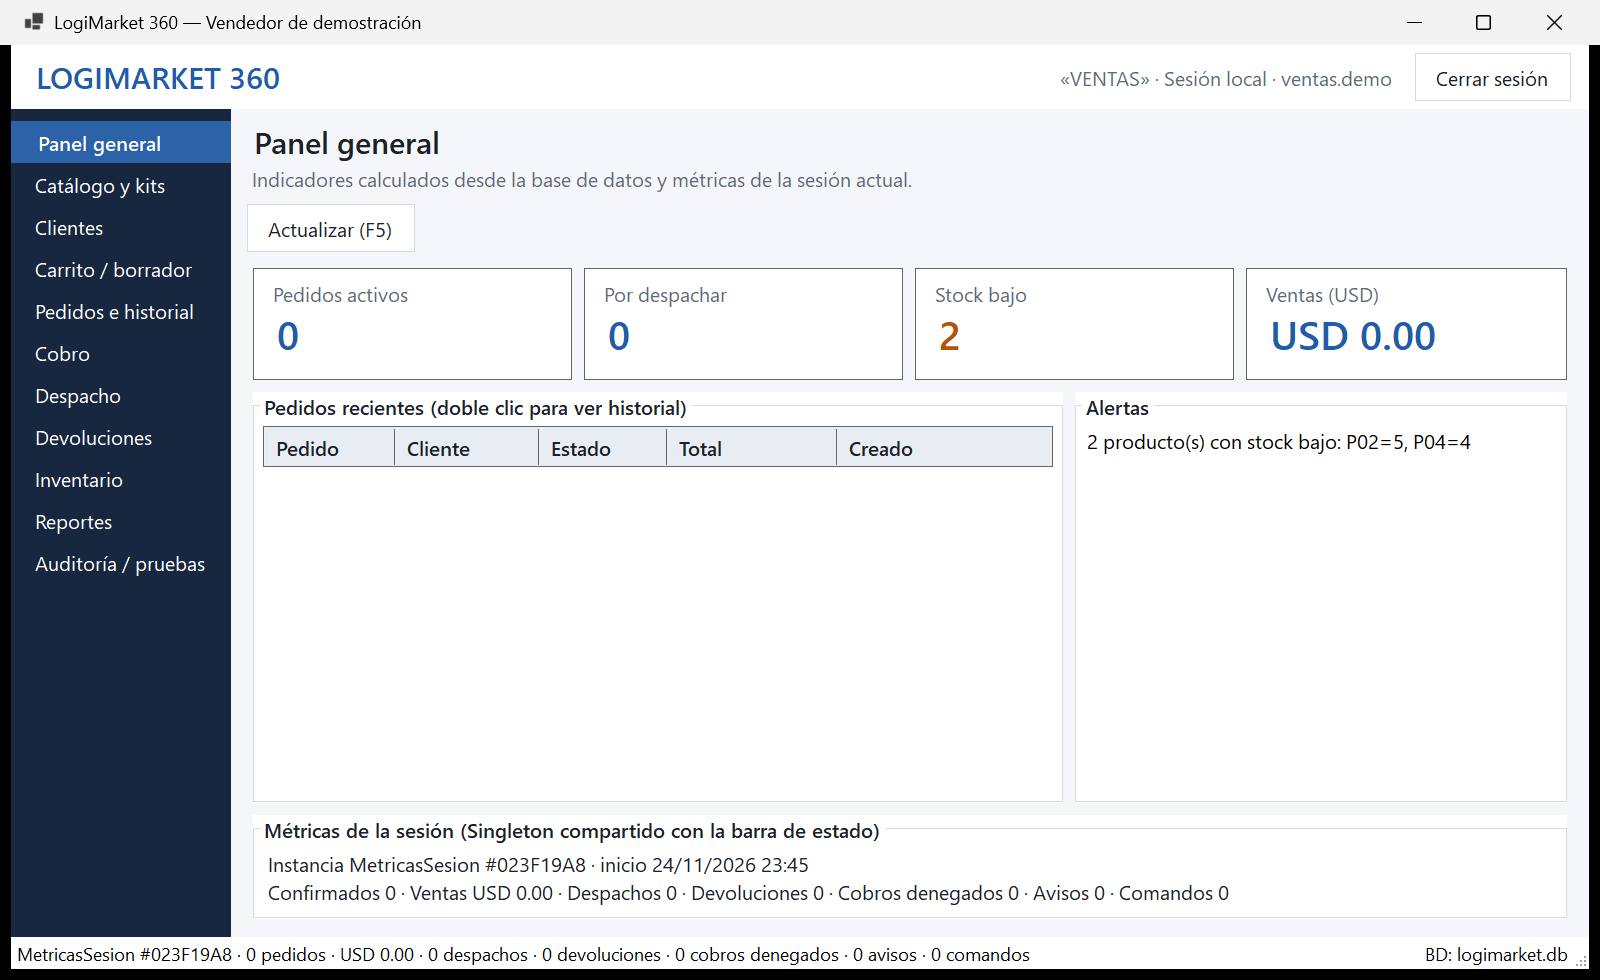 LogiMarket 360 — Vendedor de demostración
LOGIMARKET 360
«VENTAS» · Sesión local · ventas.demo
Cerrar sesión
Panel general
Catálogo y kits
Clientes
Carrito / borrador
Pedidos e historial
Cobro
Despacho
Devoluciones
Inventario
Reportes
Auditoría / pruebas
Panel general
Indicadores calculados desde la base de datos y métricas de la sesión actual.
Actualizar (F5)
Pedidos activos
0
Por despachar
0
Stock bajo
2
Ventas (USD)
USD 0.00
Pedidos recientes (doble clic para ver historial)
Pedido Cliente Estado Total Creado
Alertas
2 producto(s) con stock bajo: P02=5, P04=4
Métricas de la sesión (Singleton compartido con la barra de estado)
Instancia MetricasSesion #023F19A8 · inicio 24/11/2026 23:45
Confirmados 0 · Ventas USD 0.00 · Despachos 0 · Devoluciones 0 · Cobros denegados 0 · Avisos 0 · Comandos 0
MetricasSesion #023F19A8 · 0 pedidos · USD 0.00 · 0 despachos · 0 devoluciones · 0 cobros denegados · 0 avisos · 0 comandos
BD: logimarket.db